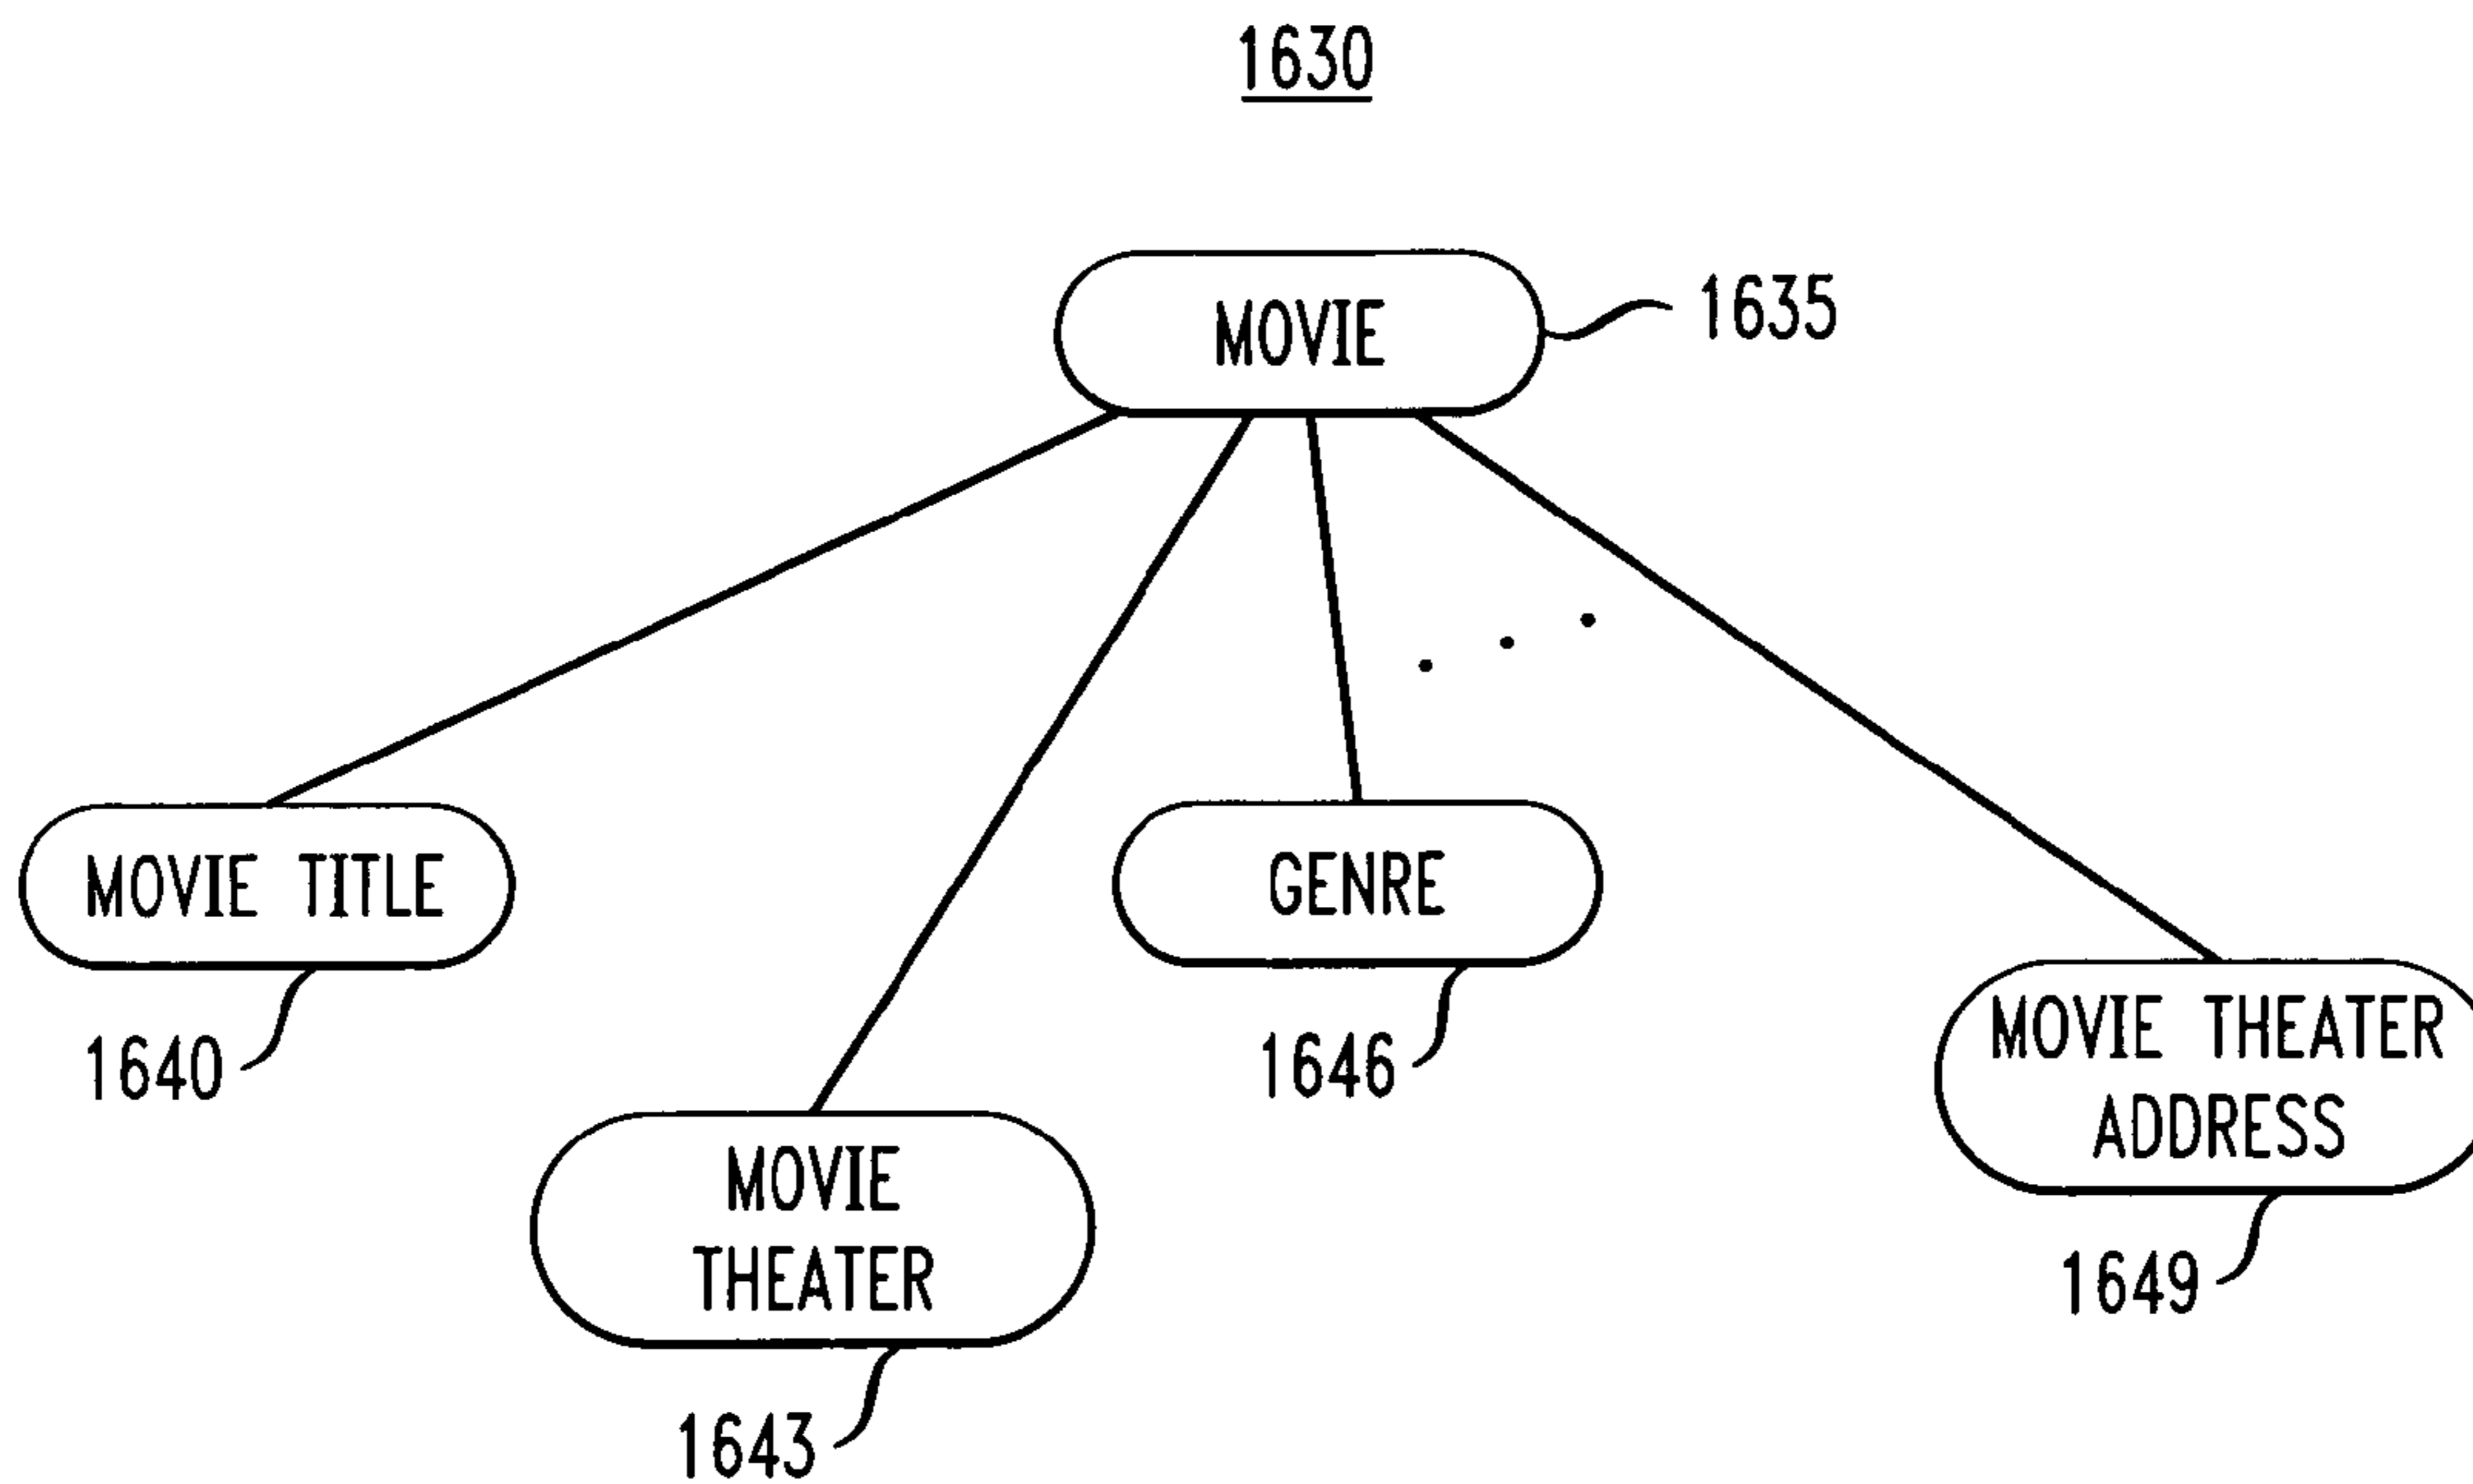 1630
MOVIE
1635
MOVIE TITLE
1640
MOVIE
THEATER
1643
GENRE
1646
MOVIE THEATER
ADDRESS
1649